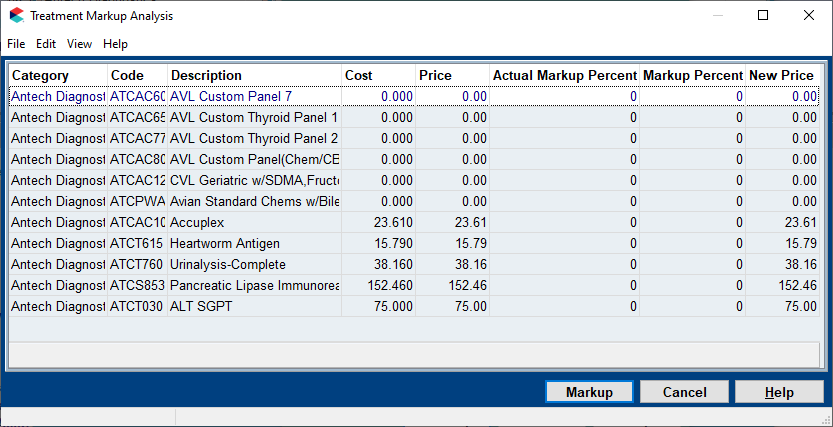 Treatment Markup Analysis
File Edit View Help
Category Code Description Cost Price Actual Markup Percent Markup Percent New Price
Antech Diagnost ATCAC60 AVL Custom Panel 7 0.000 0.00 0 0 0.00
Antech Diagnost ATCAC65 AVL Custom Thyroid Panel 1 0.000 0.00 0 0 0.00
Antech Diagnost ATCAC77 AVL Custom Thyroid Panel 2 0.000 0.00 0 0 0.00
Antech Diagnost ATCAC80 AVL Custom Panel(Chem/CE 0.000 0.00 0 0 0.00
Antech Diagnost ATCAC12 CVL Geriatric w/SDMA,Fructo 0.000 0.00 0 0 0.00
Antech Diagnost ATCPWA Avian Standard Chems w/Bile 0.000 0.00 0 0 0.00
Antech Diagnost ATCAC10 Accuplex 23.610 23.61 0 0 23.61
Antech Diagnost ATCT615 Heartworm Antigen 15.790 15.79 0 0 15.79
Antech Diagnost ATCT760 Urinalysis-Complete 38.160 38.16 0 0 38.16
Antech Diagnost ATCS853 Pancreatic Lipase Immunorea 152.460 152.46 0 0 152.46
Antech Diagnost ATCT030 ALT SGPT 75.000 75.00 0 0 75.00
Markup Cancel Help